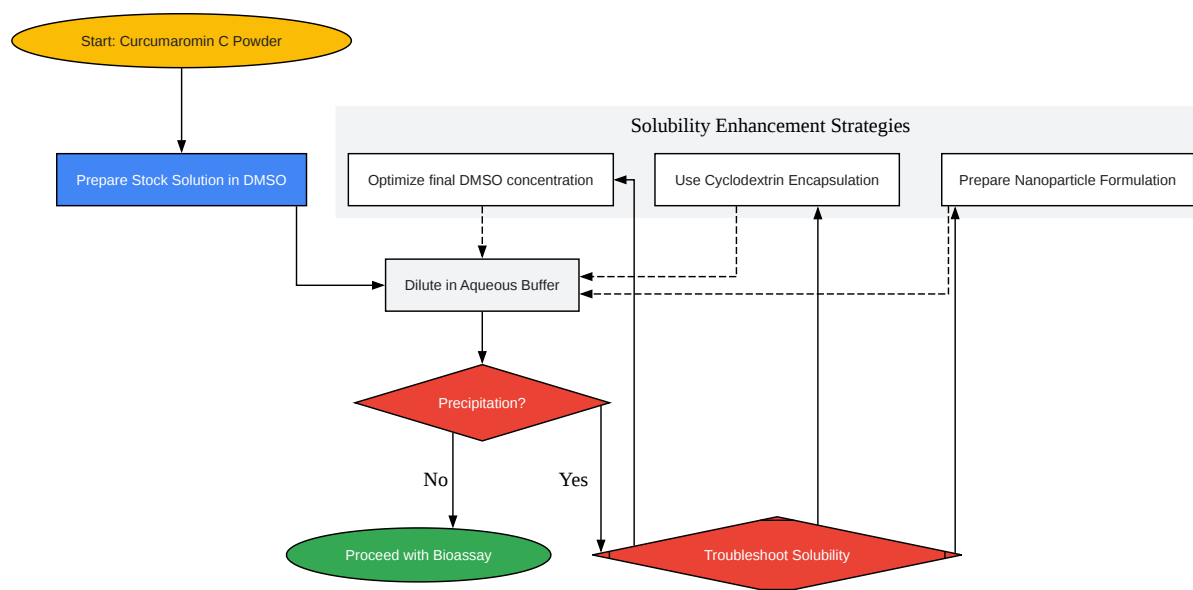 Start: Curcumaromin C Powder
Solubility Enhancement Strategies
Prepare Stock Solution in DMSO
Optimize final DMSO concentration
Use Cyclodextrin Encapsulation
Prepare Nanoparticle Formulation
Dilute in Aqueous Buffer
Precipitation?
No
Yes
Proceed with Bioassay
Troubleshoot Solubility